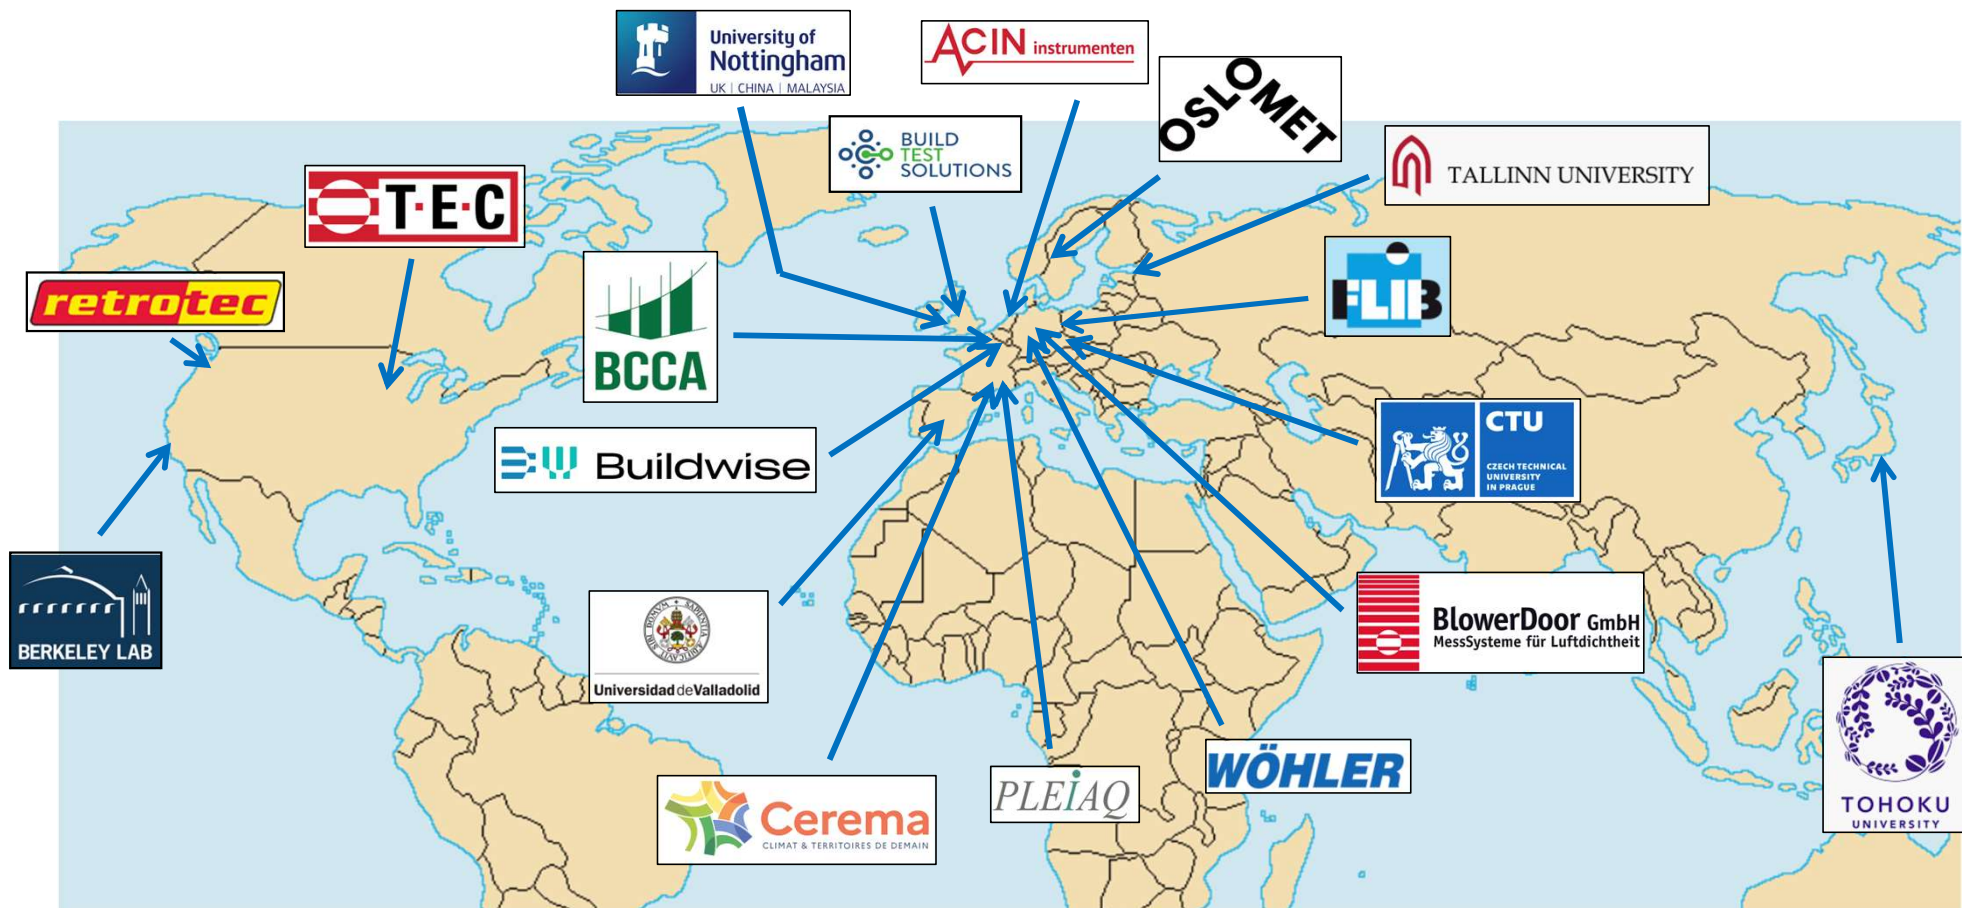 University of
Nottingham
UK | CHINA | MALAYSIA
ACIN instrumenten
OSLOMET
BUILD
TEST
SOLUTIONS
TALLINN UNIVERSITY
T·E·C
retrotec
BCCA
FLiB
Buildwise
CTU
CZECH TECHNICAL
UNIVERSITY
IN PRAGUE
BERKELEY LAB
Universidad de Valladolid
BlowerDoor GmbH
MessSysteme für Luftdichtheit
Cerema
CLIMAT & TERRITOIRES DE DEMAIN
PLEiAQ
WÖHLER
TOHOKU
UNIVERSITY